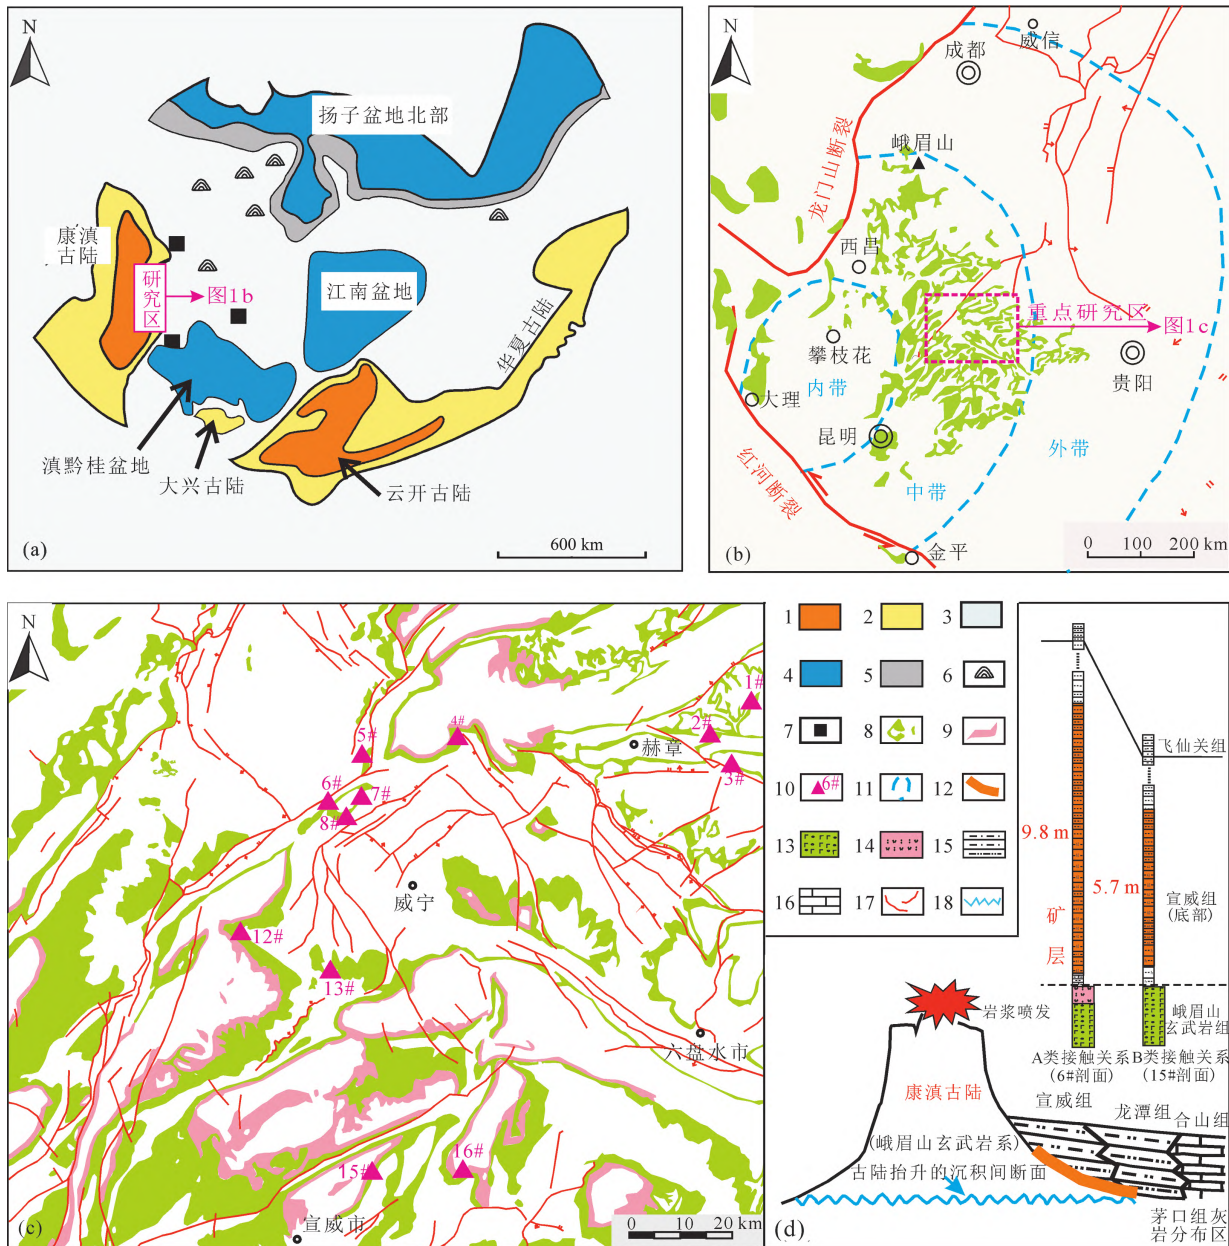 N
扬子盆地北部
康滇
古陆
研
究
区
图1b
江南盆地
华夏古陆
滇黔桂盆地
大兴古陆
云开古陆
(a)
600 km
N
成都
威信
峨眉山
龙门山断裂
西昌
重点研究区
图1c
攀枝花
内带
贵阳
大理
昆明
外带
中带
红河断裂
金平
(b)
0 100 200 km
N
1#
2#
3#
4#
5#
6#
7#
8#
赫章
威宁
12#
13#
六盘水市
15#
16#
宣威市
(c)
0 10 20 km
1 2 3
4 5 6
7 8 9
10 6# 11 12
13 14 15
16 17 18
飞仙关组
9.8 m
5.7 m
矿
层
宣威组
(底部)
岩浆喷发
峨眉山
玄武岩组
A类接触关系
(6#剖面)
B类接触关系
(15#剖面)
康滇古陆
宣威组
龙潭组
合山组
(峨眉山玄武岩系)
古陆抬升的沉积间断面
茅口组灰
岩分布区
(d)